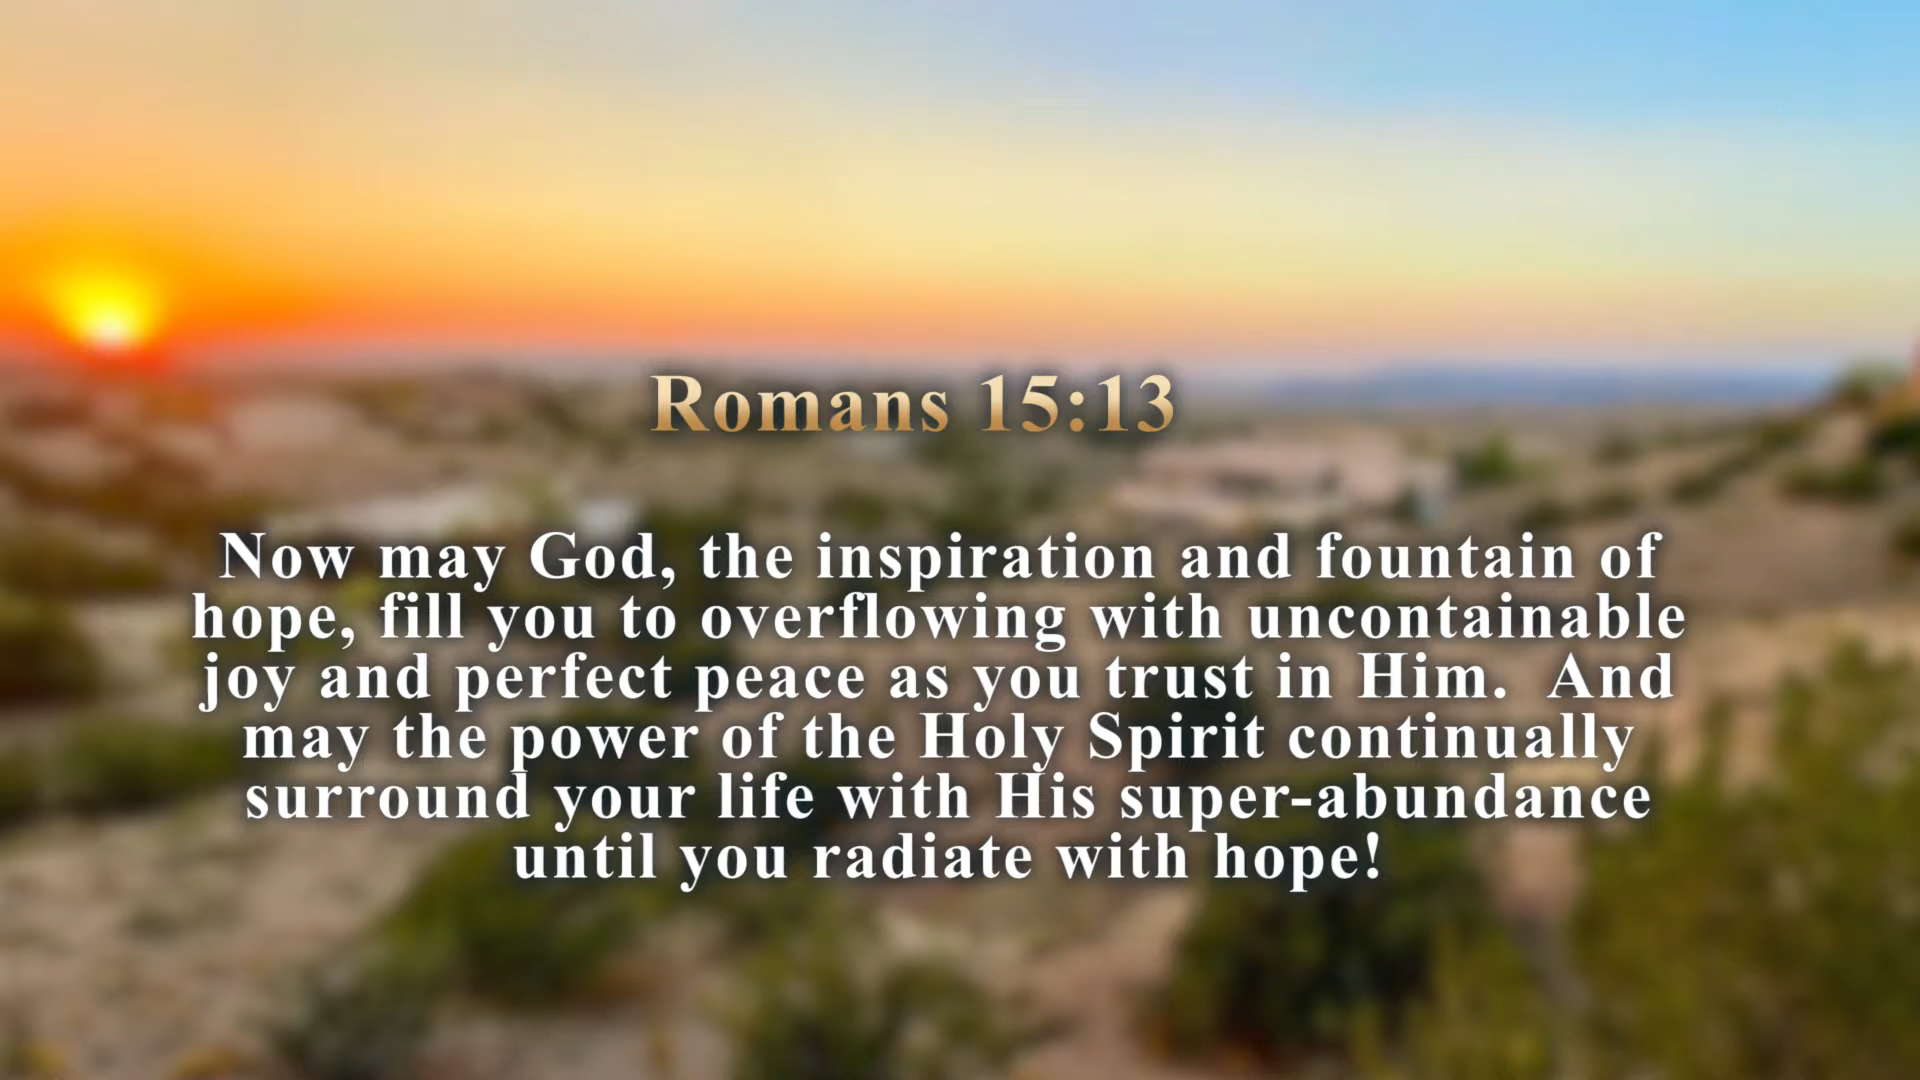 Romans 15:13
Now may God, the inspiration and fountain of
hope, fill you to overflowing with uncontainable
joy and perfect peace as you trust in Him.  And
may the power of the Holy Spirit continually
surround your life with His super-abundance
until you radiate with hope!